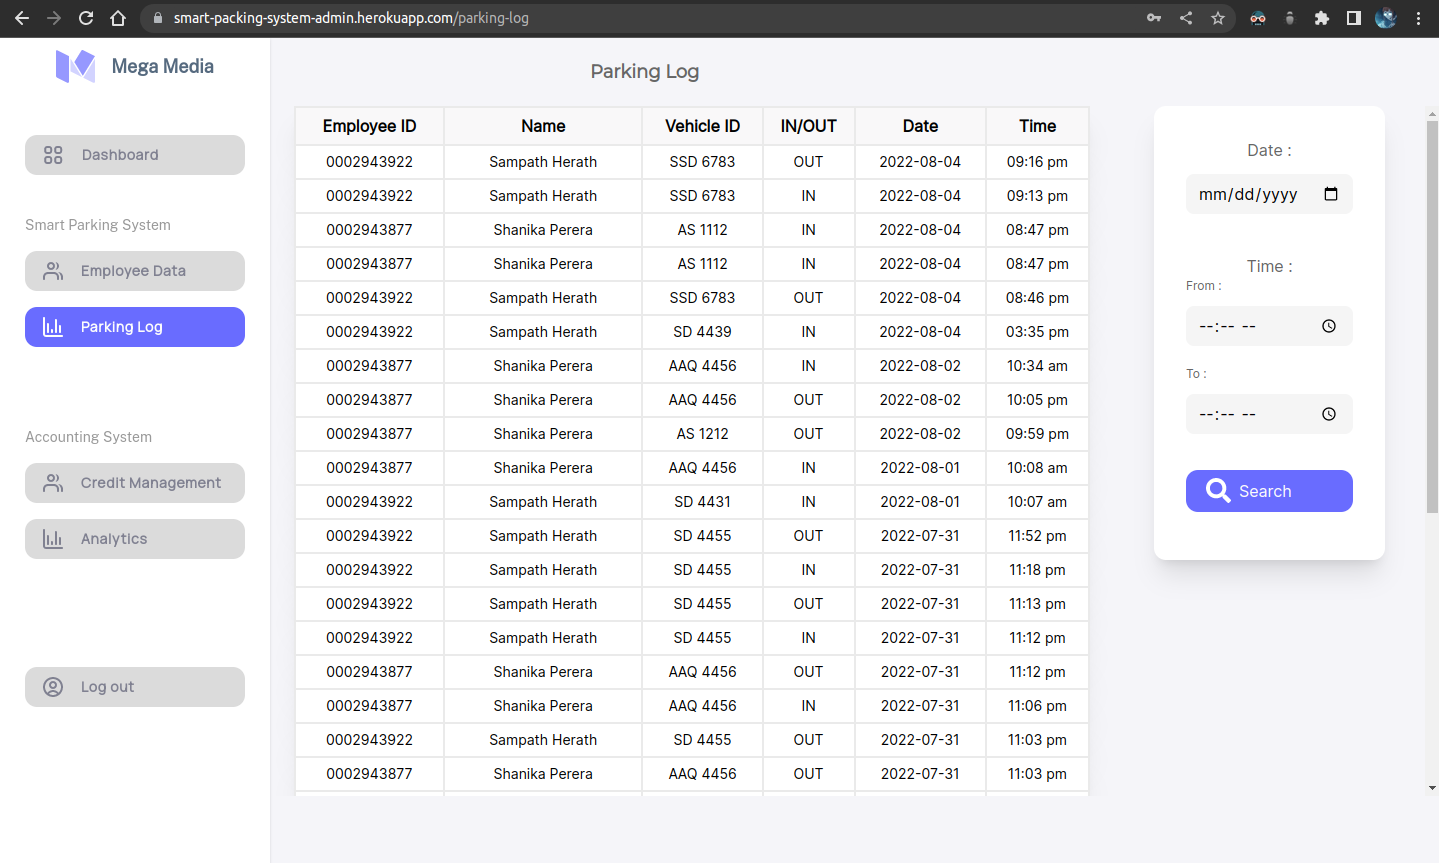 smart-packing-system-admin.herokuapp.com/parking-log
Mega Media
Dashboard
Smart Parking System
Employee Data
Parking Log
Accounting System
Credit Management
Analytics
Log out
Parking Log
Employee ID Name Vehicle ID IN/OUT Date Time
0002943922 Sampath Herath SSD 6783 OUT 2022-08-04 09:16 pm
0002943922 Sampath Herath SSD 6783 IN 2022-08-04 09:13 pm
0002943877 Shanika Perera AS 1112 IN 2022-08-04 08:47 pm
0002943877 Shanika Perera AS 1112 IN 2022-08-04 08:47 pm
0002943922 Sampath Herath SSD 6783 OUT 2022-08-04 08:46 pm
0002943922 Sampath Herath SD 4439 IN 2022-08-04 03:35 pm
0002943877 Shanika Perera AAQ 4456 IN 2022-08-02 10:34 am
0002943877 Shanika Perera AAQ 4456 OUT 2022-08-02 10:05 pm
0002943877 Shanika Perera AS 1212 OUT 2022-08-02 09:59 pm
0002943877 Shanika Perera AAQ 4456 IN 2022-08-01 10:08 am
0002943922 Sampath Herath SD 4431 IN 2022-08-01 10:07 am
0002943922 Sampath Herath SD 4455 OUT 2022-07-31 11:52 pm
0002943922 Sampath Herath SD 4455 IN 2022-07-31 11:18 pm
0002943922 Sampath Herath SD 4455 OUT 2022-07-31 11:13 pm
0002943922 Sampath Herath SD 4455 IN 2022-07-31 11:12 pm
0002943877 Shanika Perera AAQ 4456 OUT 2022-07-31 11:12 pm
0002943877 Shanika Perera AAQ 4456 IN 2022-07-31 11:06 pm
0002943922 Sampath Herath SD 4455 OUT 2022-07-31 11:03 pm
0002943877 Shanika Perera AAQ 4456 OUT 2022-07-31 11:03 pm
Date :
mm/dd/yyyy
Time :
From :
--:-- --
To :
--:-- --
Search